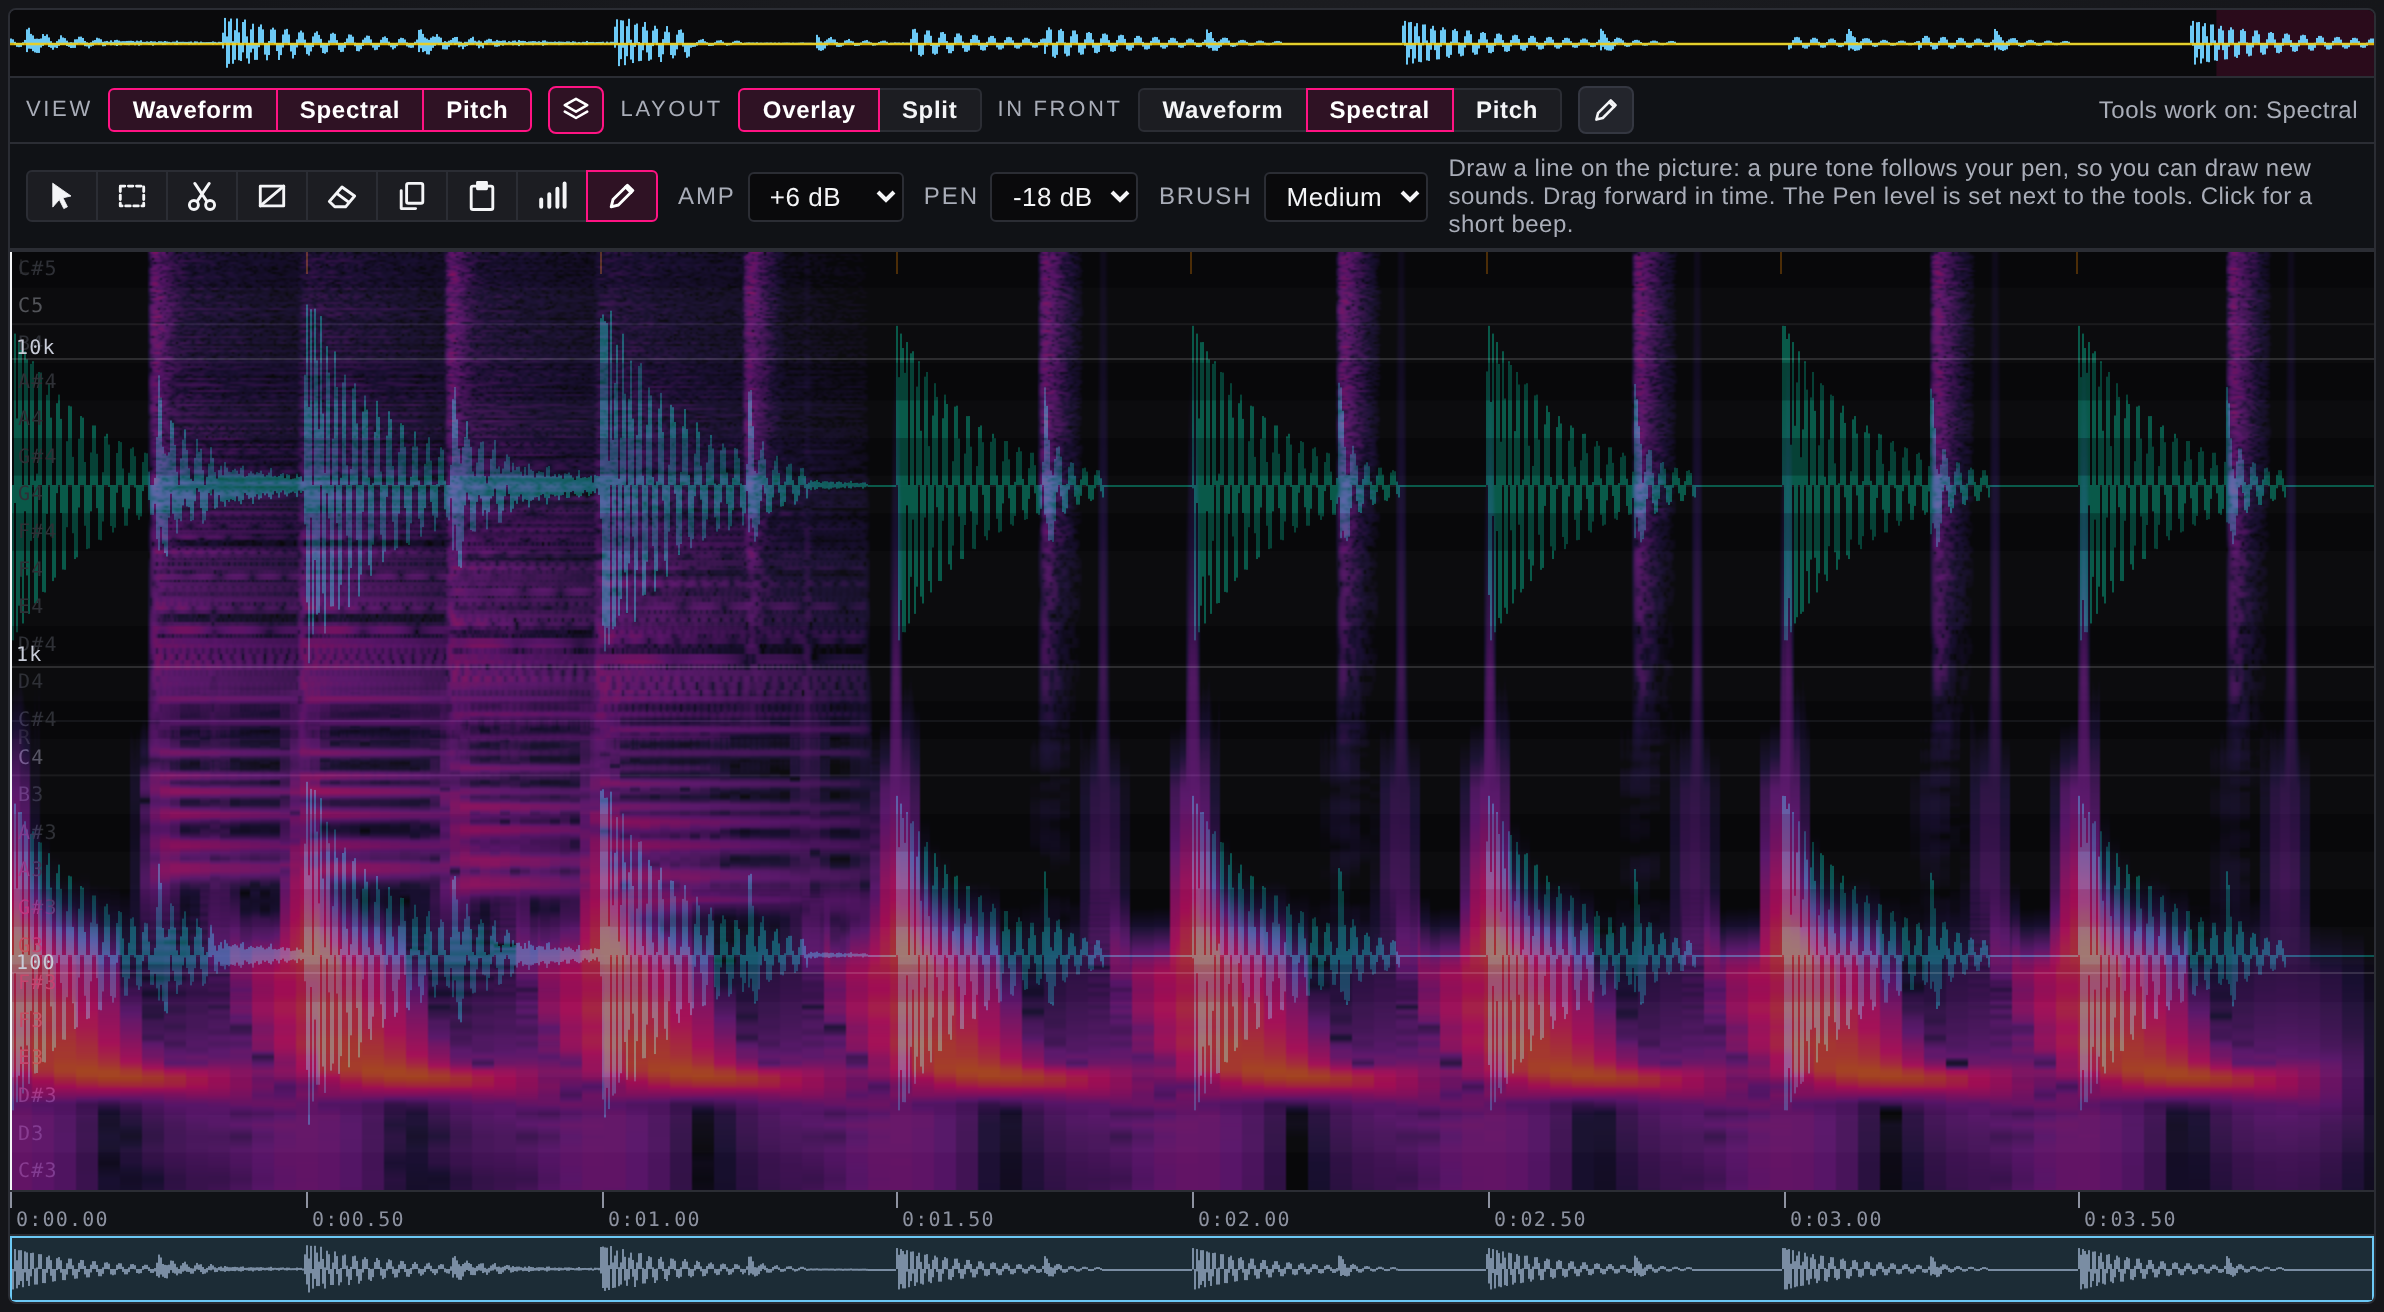 VIEW Waveform Spectral Pitch LAYOUT Overlay Split IN FRONT Waveform Spectral Pitch Tools work on: Spectral
AMP +6 dB PEN -18 dB BRUSH Medium
Draw a line on the picture: a pure tone follows your pen, so you can draw new
sounds. Drag forward in time. The Pen level is set next to the tools. Click for a
short beep.
C#5
C5
10k
A#4
G4
F#4
E4
D#4
1k
D4
C#4
R
C4
B3
A#3
100
D#3
D3
C#3
0:00.00 0:00.50 0:01.00 0:01.50 0:02.00 0:02.50 0:03.00 0:03.50